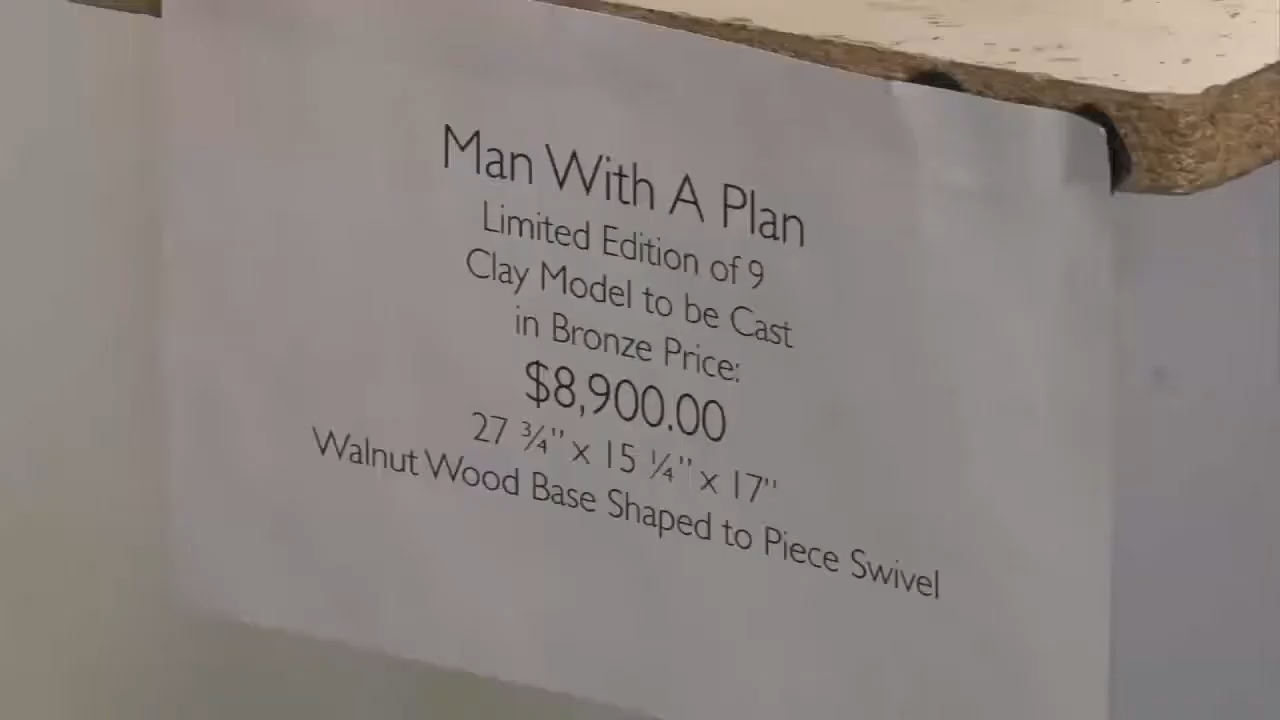 Man With A Plan
Limited Edition of 9
Clay Model to be Cast
in Bronze Price:
$8,900.00
27 ¾" x 15 ¼" x 17"
Walnut Wood Base Shaped to Piece Swivel